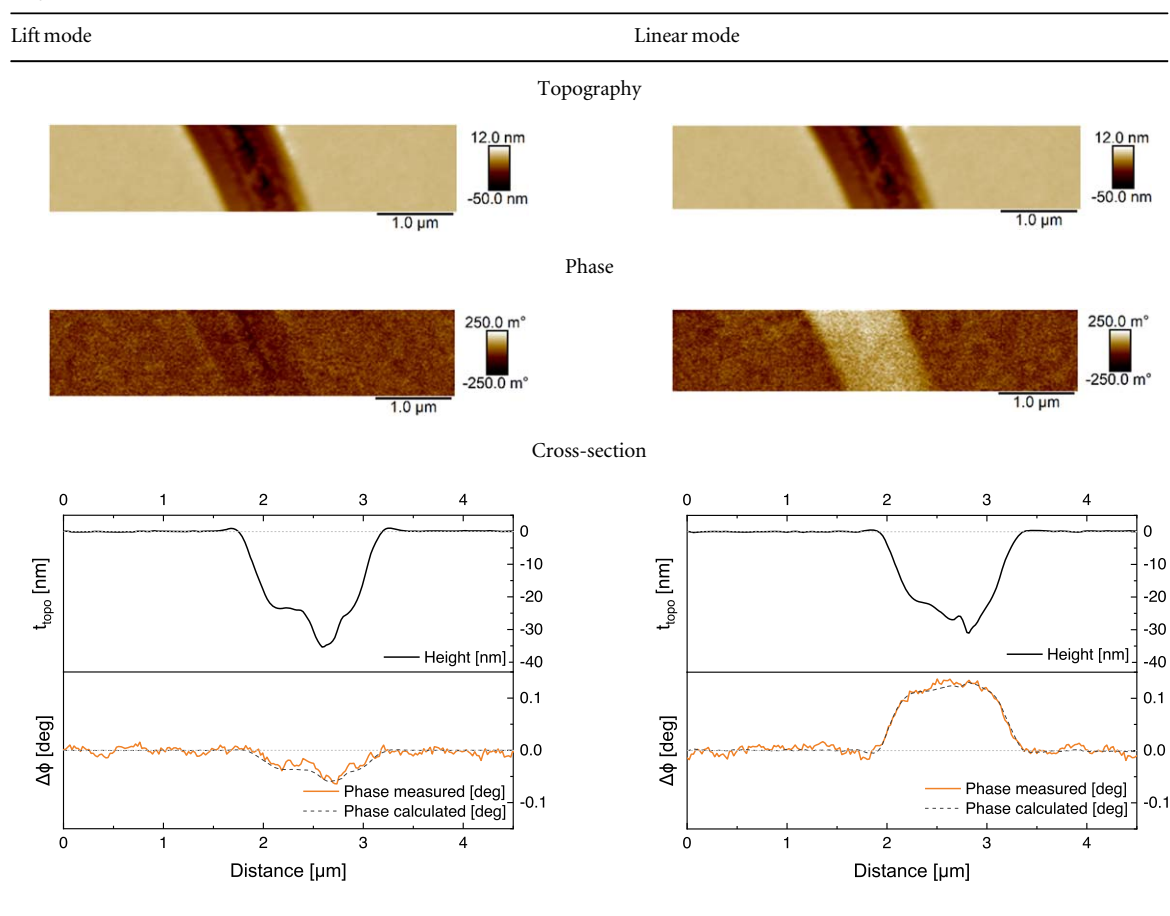 Lift mode Linear mode
Topography
12.0 nm
-50.0 nm
1.0 µm
12.0 nm
-50.0 nm
1.0 µm
Phase
250.0 m°
-250.0 m°
1.0 µm
250.0 m°
-250.0 m°
1.0 µm
Cross-section
0 1 2 3 4
0
-10
-20
-30
-40
t_topo [nm]
Height [nm]
0.1
0.0
-0.1
Δϕ [deg]
Phase measured [deg]
Phase calculated [deg]
0 1 2 3 4
Distance [µm]
0 1 2 3 4
0
-10
-20
-30
-40
t_topo [nm]
Height [nm]
0.1
0.0
-0.1
Δϕ [deg]
Phase measured [deg]
Phase calculated [deg]
0 1 2 3 4
Distance [µm]